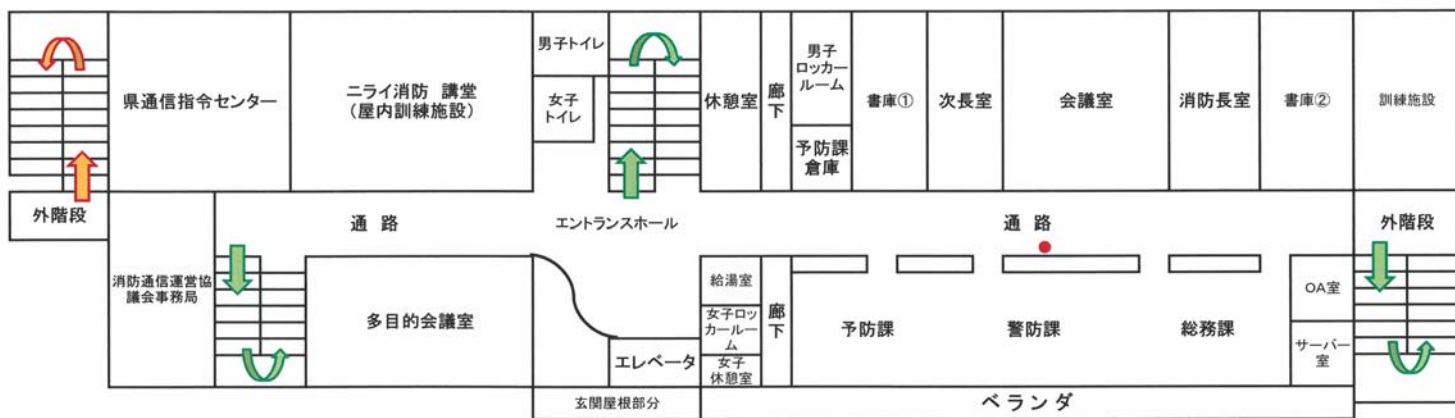 県通信指令センター
ニライ消防 講堂
(屋内訓練施設)
男子トイレ
女子
トイレ
休憩室
廊下
男子
ロッカー
ルーム
予防課
倉庫
書庫①
次長室
会議室
消防長室
書庫②
訓練施設
外階段
通 路
エントランスホール
通 路
外階段
消防通信運営協
議会事務局
多目的会議室
エレベータ
給湯室
女子ロッ
カールー
ム
女子
休憩室
廊下
予防課
警防課
総務課
OA室
サーバー
室
玄関屋根部分
ベランダ